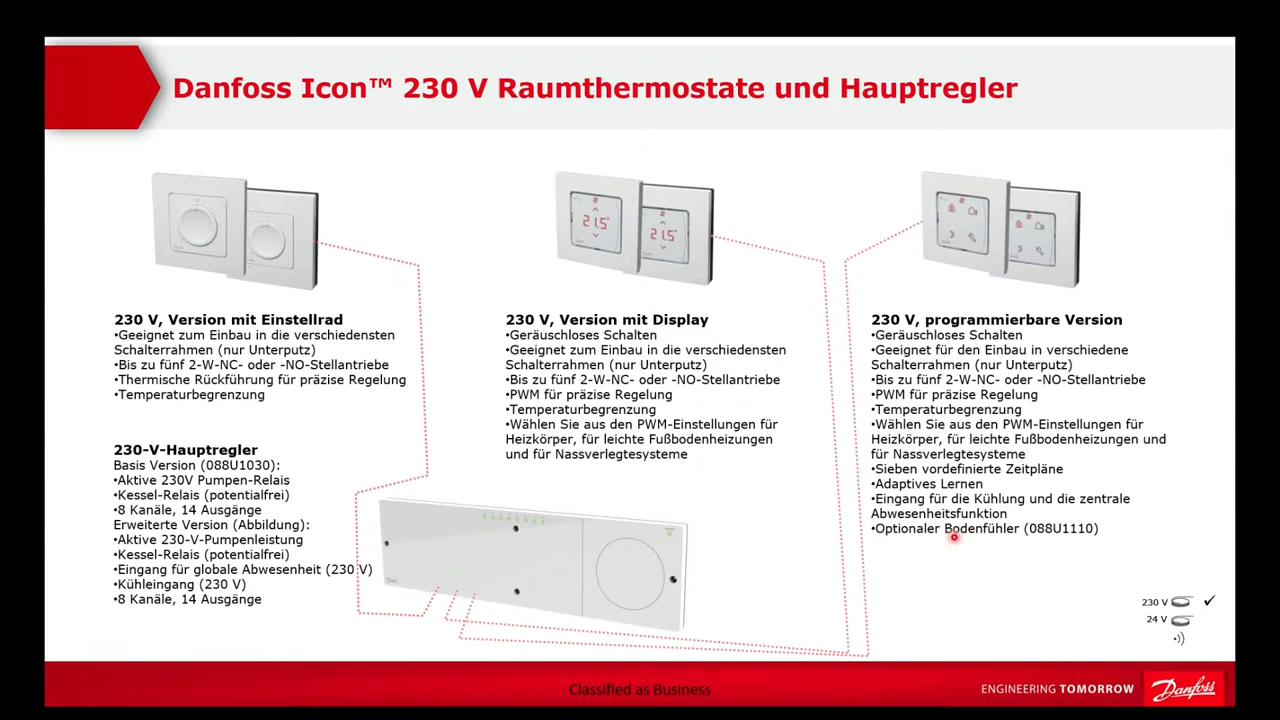 Danfoss Icon™ 230 V Raumthermostate und Hauptregler
230 V, Version mit Einstellrad
•Geeignet zum Einbau in die verschiedensten
Schalterrahmen (nur Unterputz)
•Bis zu fünf 2-W-NC- oder -NO-Stellantriebe
•Thermische Rückführung für präzise Regelung
•Temperaturbegrenzung
230-V-Hauptregler
Basis Version (088U1030):
•Aktive 230V Pumpen-Relais
•Kessel-Relais (potentialfrei)
•8 Kanäle, 14 Ausgänge
Erweiterte Version (Abbildung):
•Aktive 230-V-Pumpenleistung
•Kessel-Relais (potentialfrei)
•Eingang für globale Abwesenheit (230 V)
•Kühleingang (230 V)
•8 Kanäle, 14 Ausgänge
21.5°
21.5°
230 V, Version mit Display
•Geräuschloses Schalten
•Geeignet zum Einbau in die verschiedensten
Schalterrahmen (nur Unterputz)
•Bis zu fünf 2-W-NC- oder -NO-Stellantriebe
•PWM für präzise Regelung
•Temperaturbegrenzung
•Wählen Sie aus den PWM-Einstellungen für
Heizkörper, für leichte Fußbodenheizungen
und für Nassverlegtesysteme
230 V, programmierbare Version
•Geräuschloses Schalten
•Geeignet für den Einbau in verschiedene
Schalterrahmen (nur Unterputz)
•Bis zu fünf 2-W-NC- oder -NO-Stellantriebe
•PWM für präzise Regelung
•Temperaturbegrenzung
•Wählen Sie aus den PWM-Einstellungen für
Heizkörper, für leichte Fußbodenheizungen und
für Nassverlegtesysteme
•Sieben vordefinierte Zeitpläne
•Adaptives Lernen
•Eingang für die Kühlung und die zentrale
Abwesenheitsfunktion
•Optionaler Bodenfühler (088U1110)
230 V
24 V
Classified as Business
ENGINEERING TOMORROW
Danfoss